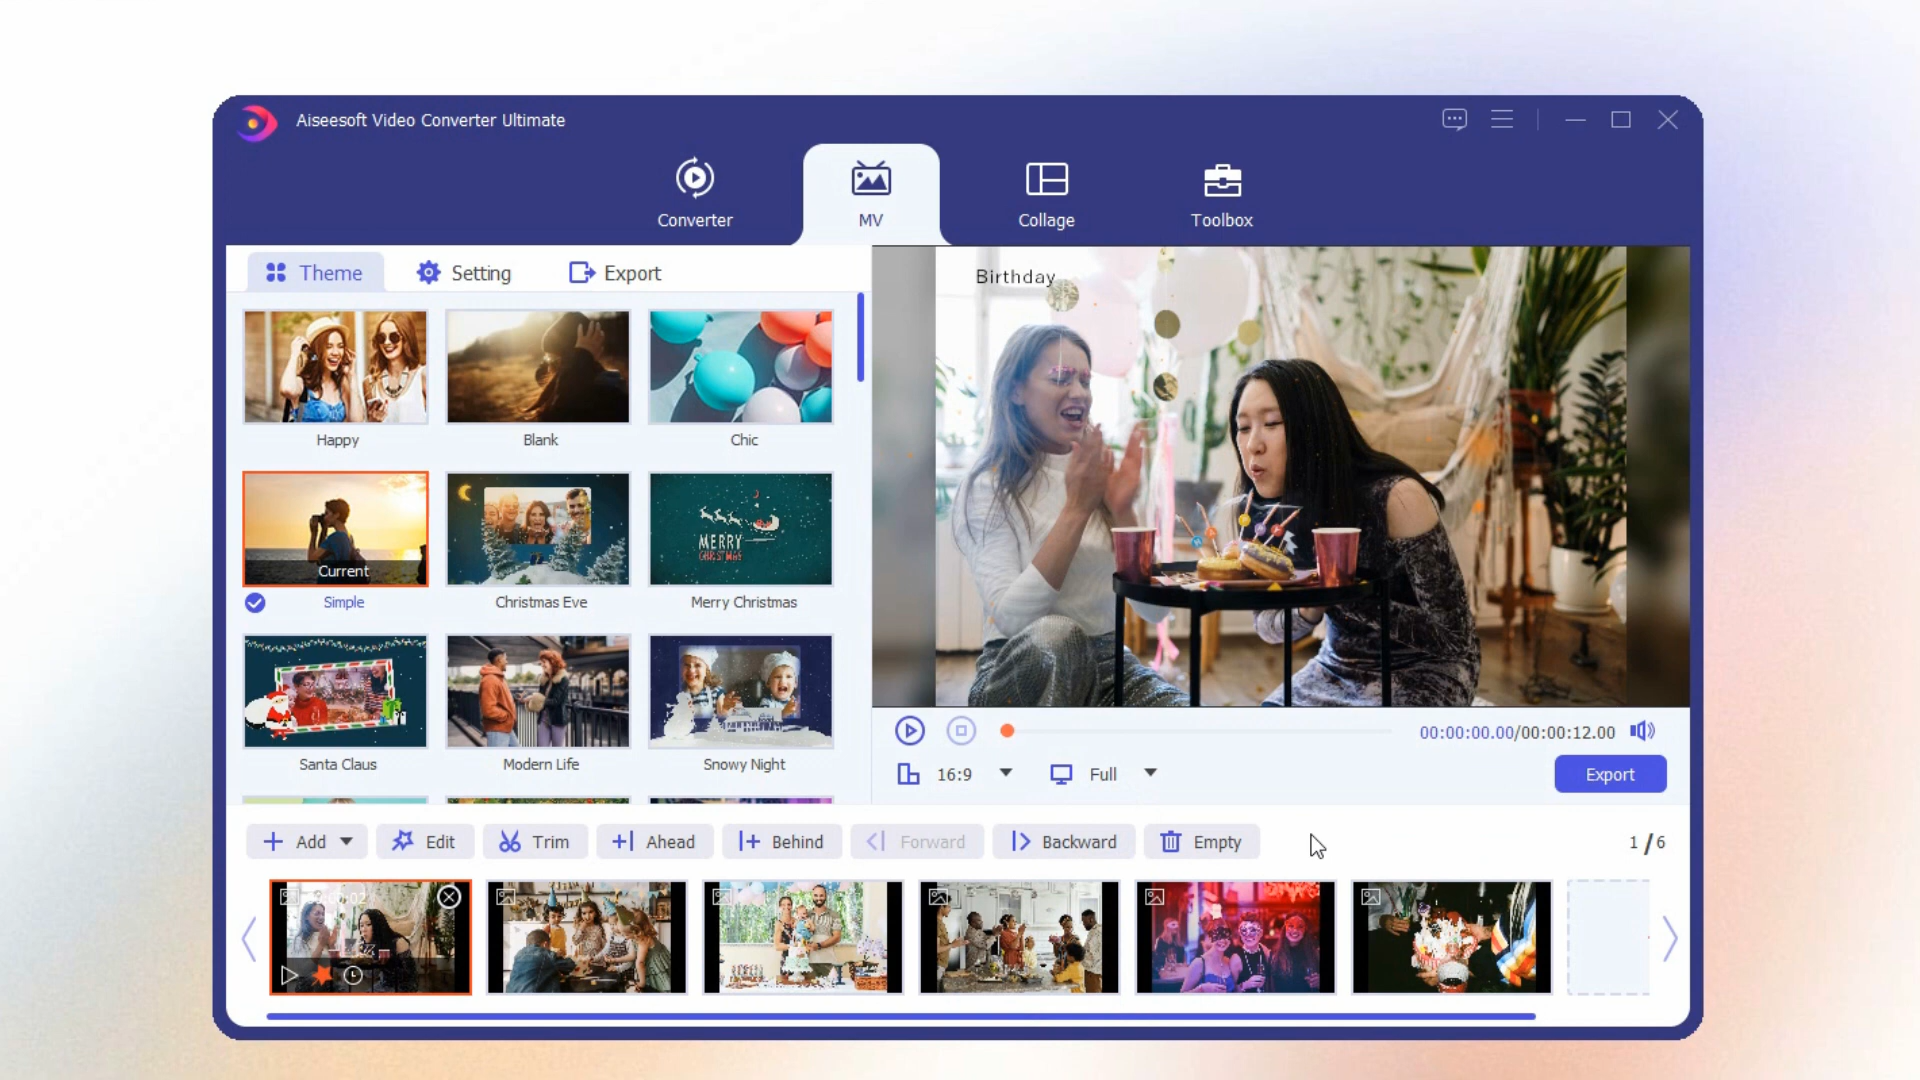 Aiseesoft Video Converter Ultimate
Converter
MV
Collage
Toolbox
Theme
Setting
Export
Birthday
Happy
Blank
Chic
Current
MERRY
CHRISTMAS
Simple
Christmas Eve
Merry Christmas
Santa Claus
Modern Life
Snowy Night
00:00:00.00/00:00:12.00
16:9
Full
Export
Add
Edit
Trim
Ahead
Behind
Forward
Backward
Empty
1 / 6